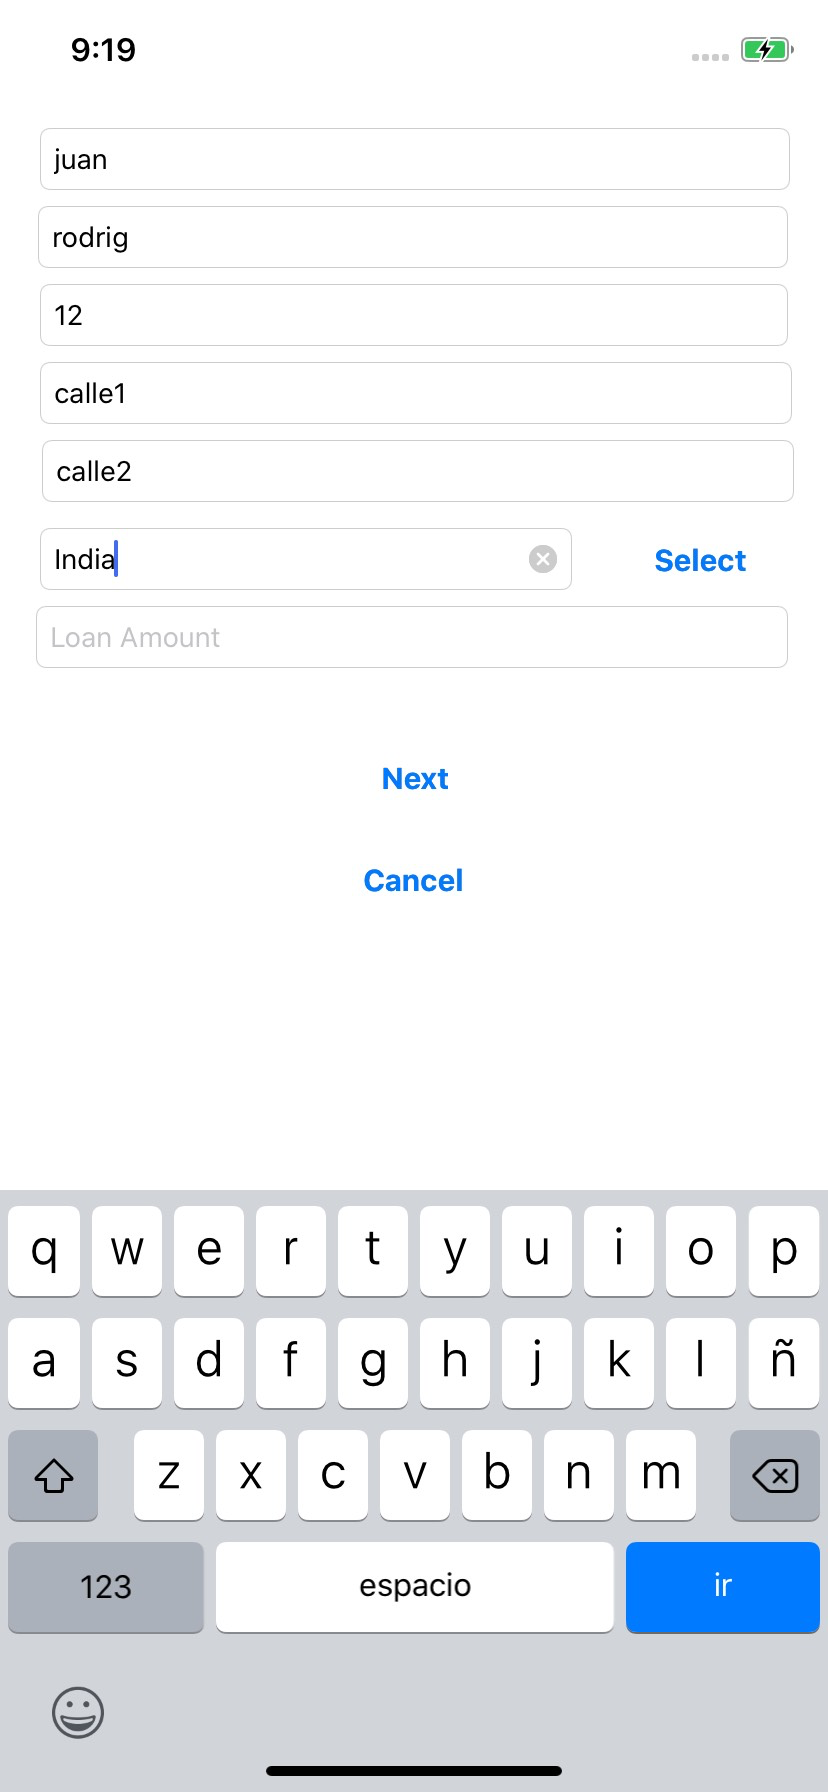 9:19
juan
rodrig
12
calle1
calle2
India
Select
Loan Amount
Next
Cancel
q w e r t y u i o p
a s d f g h j k l ñ
z x c v b n m
123 espacio ir